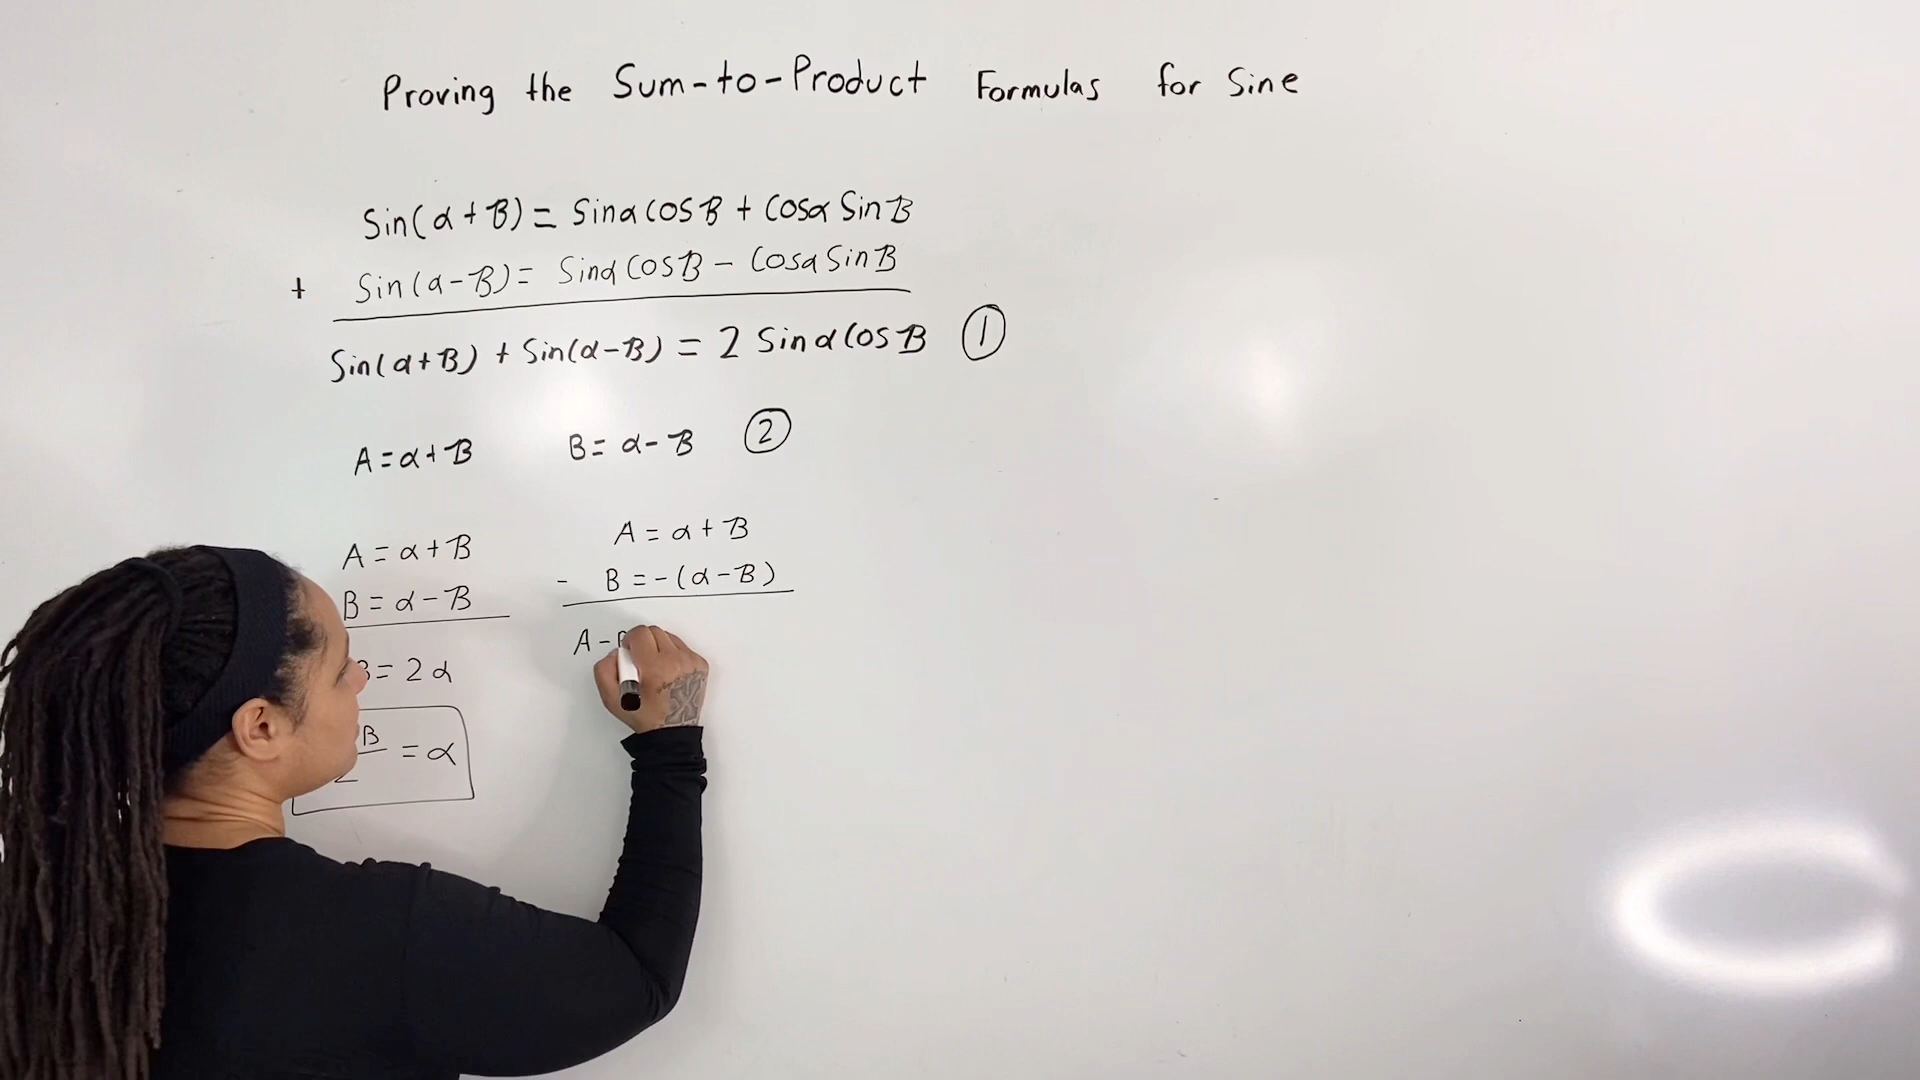 Proving the Sum-to-Product Formulas for Sine
Sin(α+B) = Sinα cosB + Cosα SinB
+ Sin(α-B) = Sinα CosB - Cosα SinB
Sin(α+B) + Sin(α-B) = 2 Sinα CosB ①
A = α+B B = α-B ②
A = α+B
B = α-B
B = 2α
B = α
A = α+B
- B = -(α-B)
A -